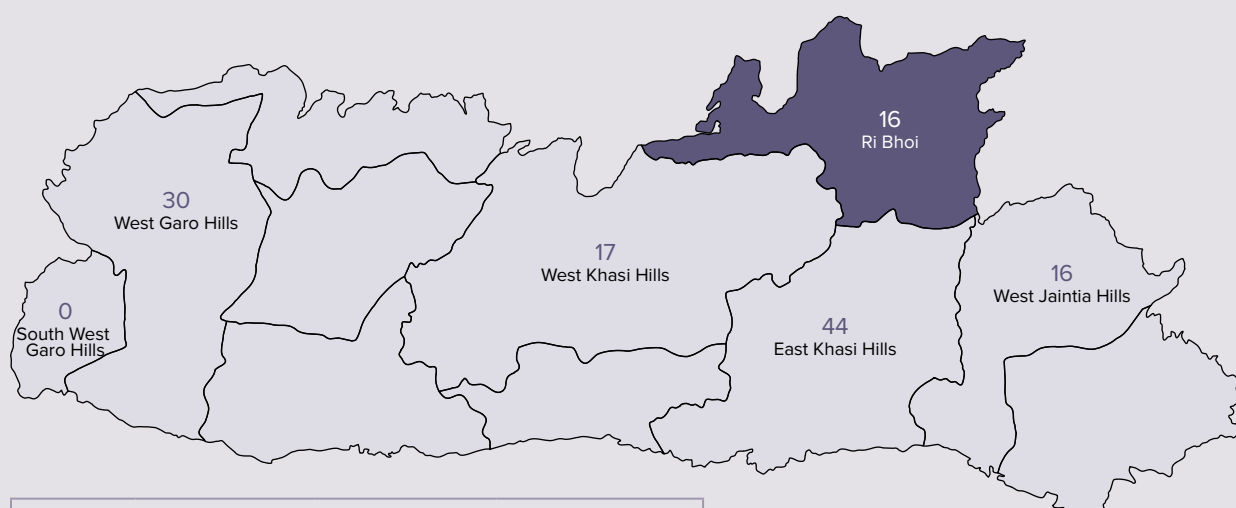 16
Ri Bhoi
30
West Garo Hills
17
West Khasi Hills
16
West Jaintia Hills
0
South West
Garo Hills
44
East Khasi Hills